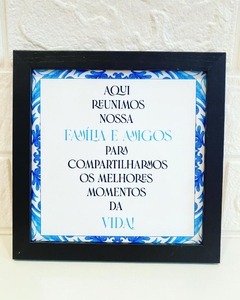 AQUI
REUNIMOS
NOSSA
FAMÍLIA E AMIGOS
PARA
COMPARTILHARMOS
OS MELHORES
MOMENTOS
DA
VIDA!